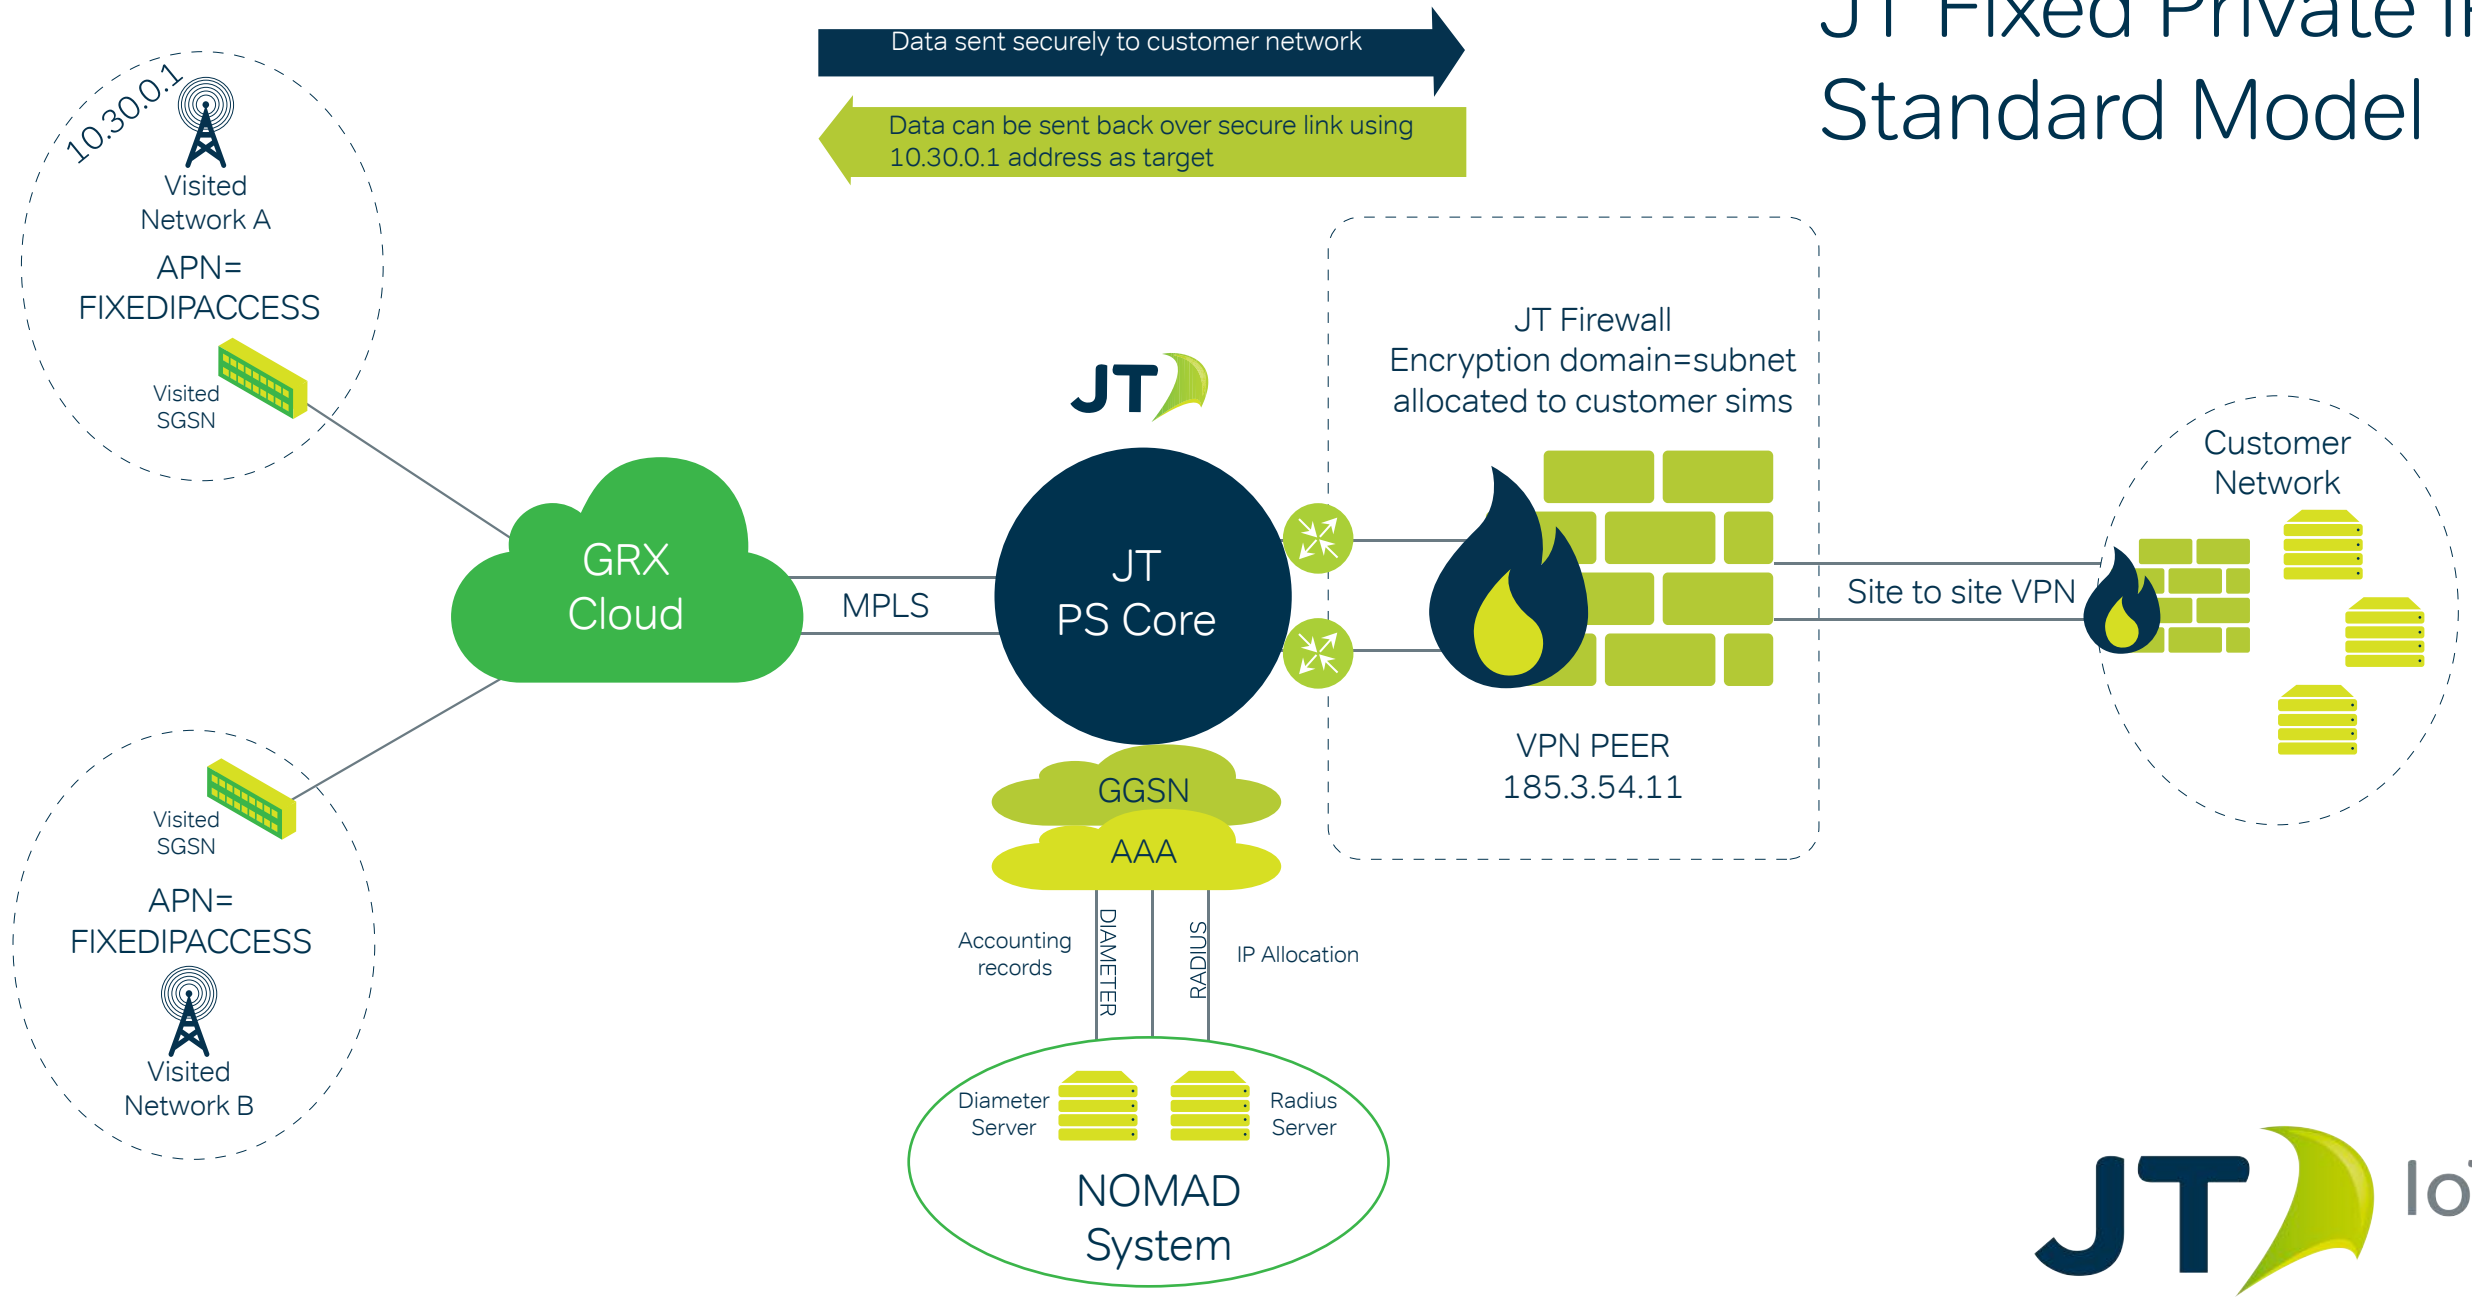 JT Fixed Private IP
Standard Model
Data sent securely to customer network
Data can be sent back over secure link using
10.30.0.1 address as target
10.30.0.1
Visited
Network A
APN=
FIXEDIPACCESS
Visited
SGSN
GRX
Cloud
MPLS
JT
JT
PS Core
JT Firewall
Encryption domain=subnet
allocated to customer sims
VPN PEER
185.3.54.11
Site to site VPN
Customer
Network
Visited
SGSN
APN=
FIXEDIPACCESS
Visited
Network B
GGSN
AAA
Accounting
records
DIAMETER
RADIUS
IP Allocation
Diameter
Server
Radius
Server
NOMAD
System
JT